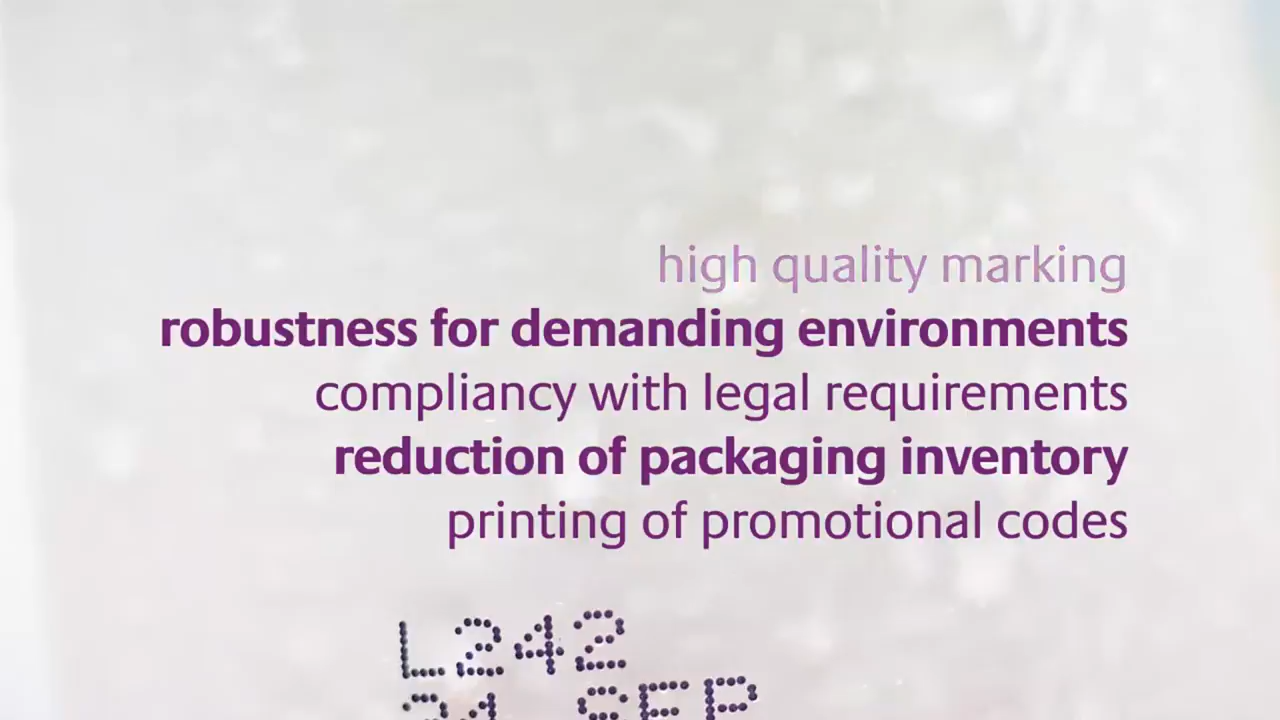 high quality marking
robustness for demanding environments
compliancy with legal requirements
reduction of packaging inventory
printing of promotional codes
L242
SEP